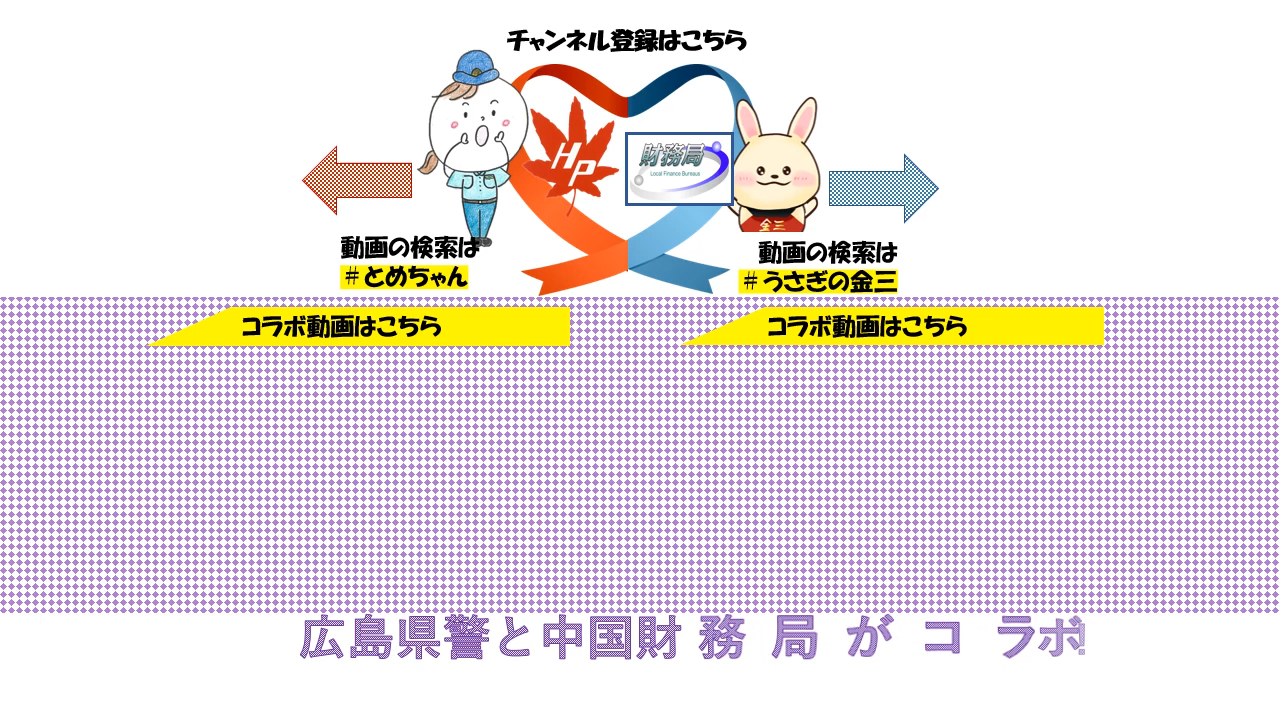 チャンネル登録はこちら
HP
財務局
Local Finance Bureaus
金三
動画の検索は
＃とめちゃん
動画の検索は
＃うさぎの金三
コラボ動画はこちら
コラボ動画はこちら
広島県警と中国財務局がコラボ!